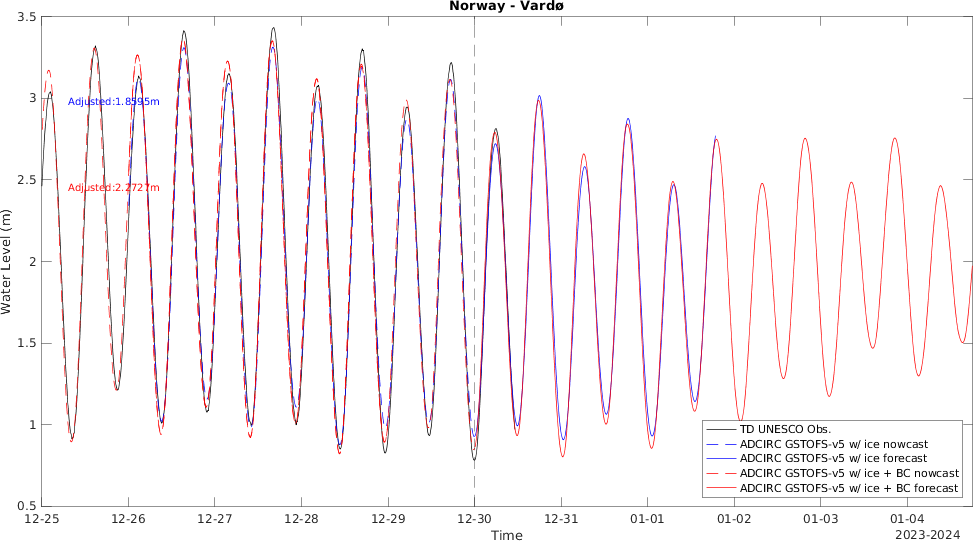 Norway - Vardø
3.5
3
2.5
2
1.5
1
0.5
Water Level (m)
Adjusted:1.8595m
Adjusted:2.2727m
TD UNESCO Obs.
ADCIRC GSTOFS-v5 w/ ice nowcast
ADCIRC GSTOFS-v5 w/ ice forecast
ADCIRC GSTOFS-v5 w/ ice + BC nowcast
ADCIRC GSTOFS-v5 w/ ice + BC forecast
12-25 12-26 12-27 12-28 12-29 12-30 12-31 01-01 01-02 01-03 01-04
Time
2023-2024